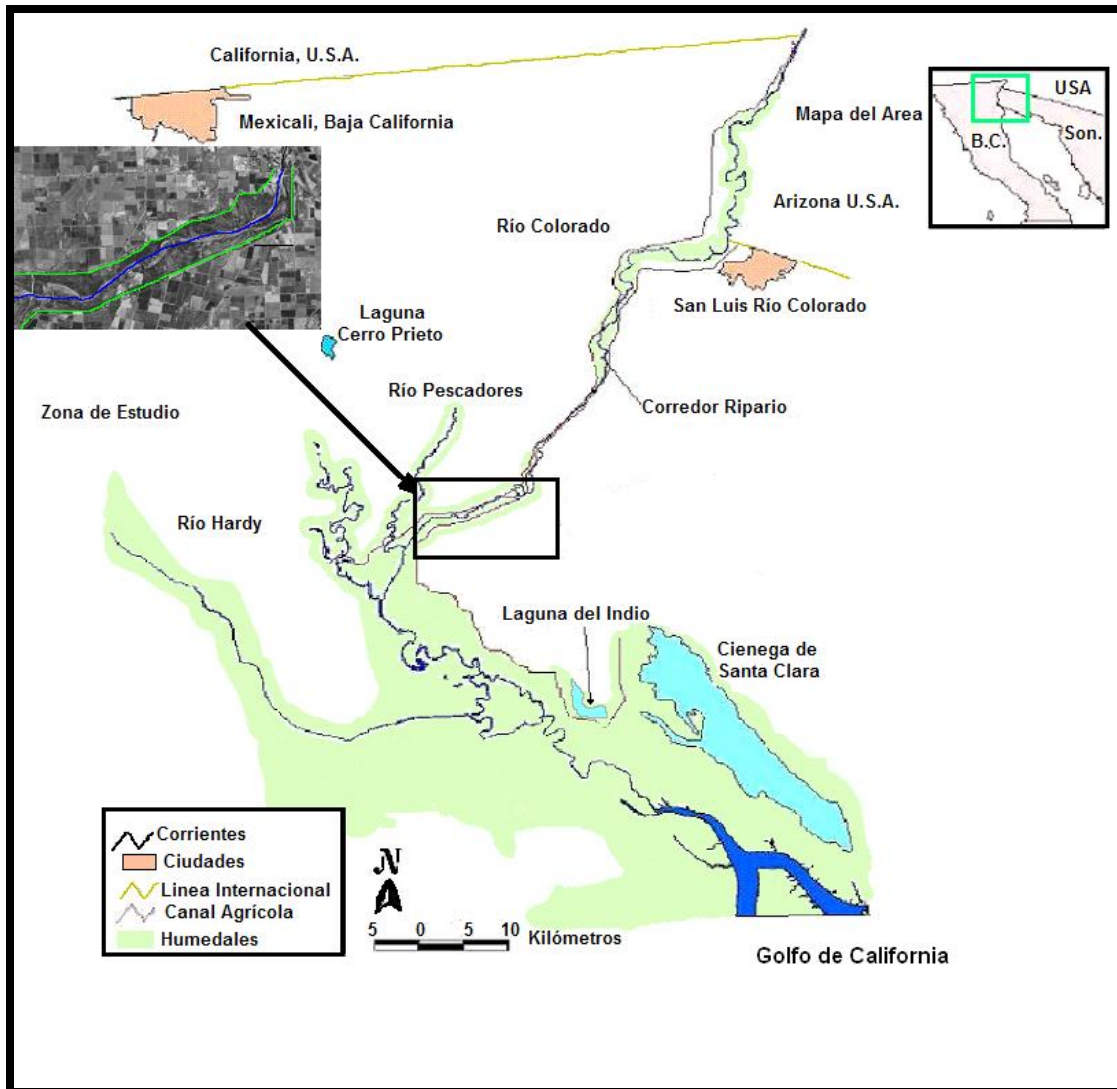 California, U.S.A.
Mexicali, Baja California
Mapa del Area
USA
B.C.
Son.
Arizona U.S.A.
Río Colorado
San Luis Río Colorado
Laguna
Cerro Prieto
Río Pescadores
Corredor Ripario
Zona de Estudio
Río Hardy
Laguna del Indio
Cienega de
Santa Clara
Corrientes
Ciudades
Linea Internacional
Canal Agrícola
Humedales
N
5 0 5 10 Kilómetros
Golfo de California